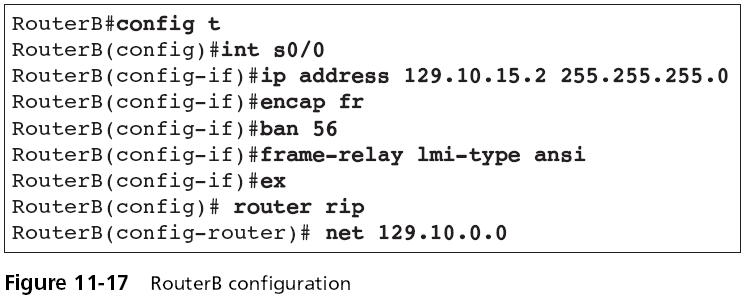 RouterB#config t
RouterB(config)#int s0/0
RouterB(config-if)#ip address 129.10.15.2 255.255.255.0
RouterB(config-if)#encap fr
RouterB(config-if)#ban 56
RouterB(config-if)#frame-relay lmi-type ansi
RouterB(config-if)#ex
RouterB(config)# router rip
RouterB(config-router)# net 129.10.0.0
Figure 11-17 RouterB configuration